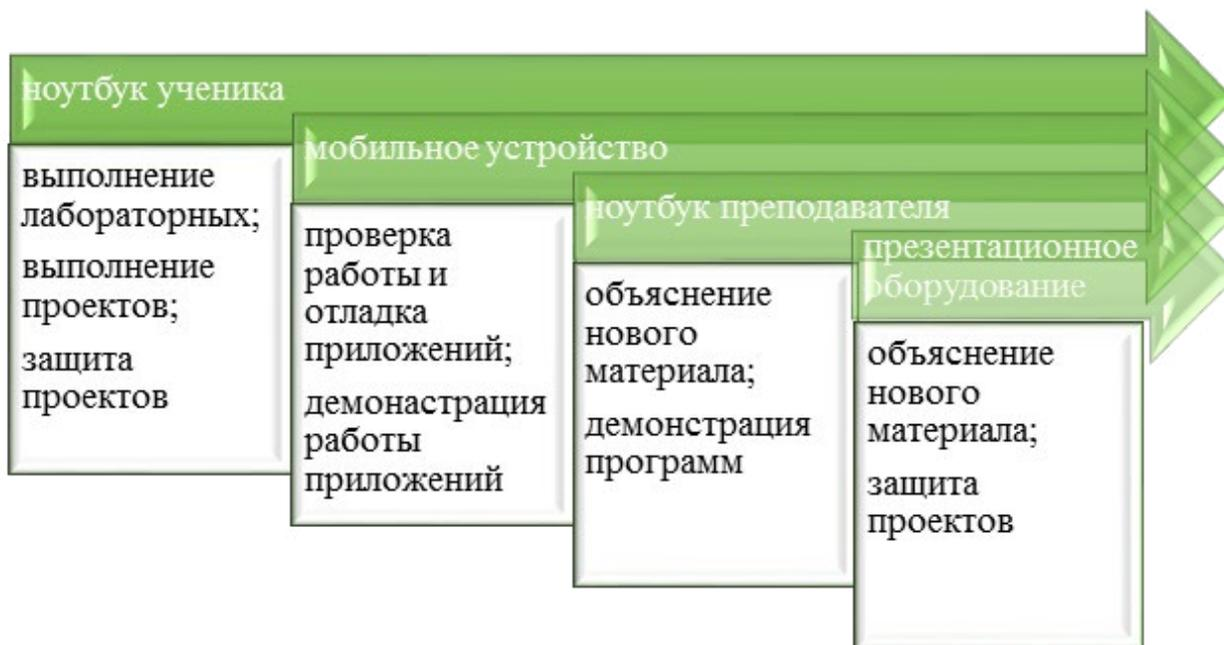 ноутбук ученика
выполнение
лабораторных;
выполнение
проектов;
защита
проектов
мобильное устройство
проверка
работы и
отладка
приложений;
демонастрация
работы
приложений
ноутбук преподавателя
объяснение
нового
материала;
демонстрация
программ
презентационное
оборудование
объяснение
нового
материала;
защита
проектов